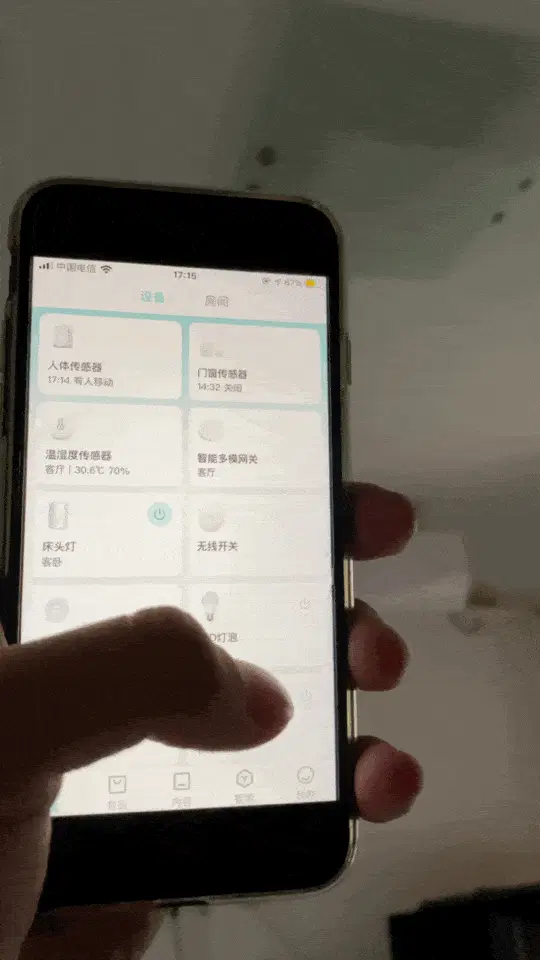 中国电信
17:15
67%
设备
房间
人体传感器
17:14 有人移动
门窗传感器
14:32 关闭
温湿度传感器
客厅 | 30.6℃ 70%
智能多模网关
客厅
床头灯
客卧
无线开关
D灯泡